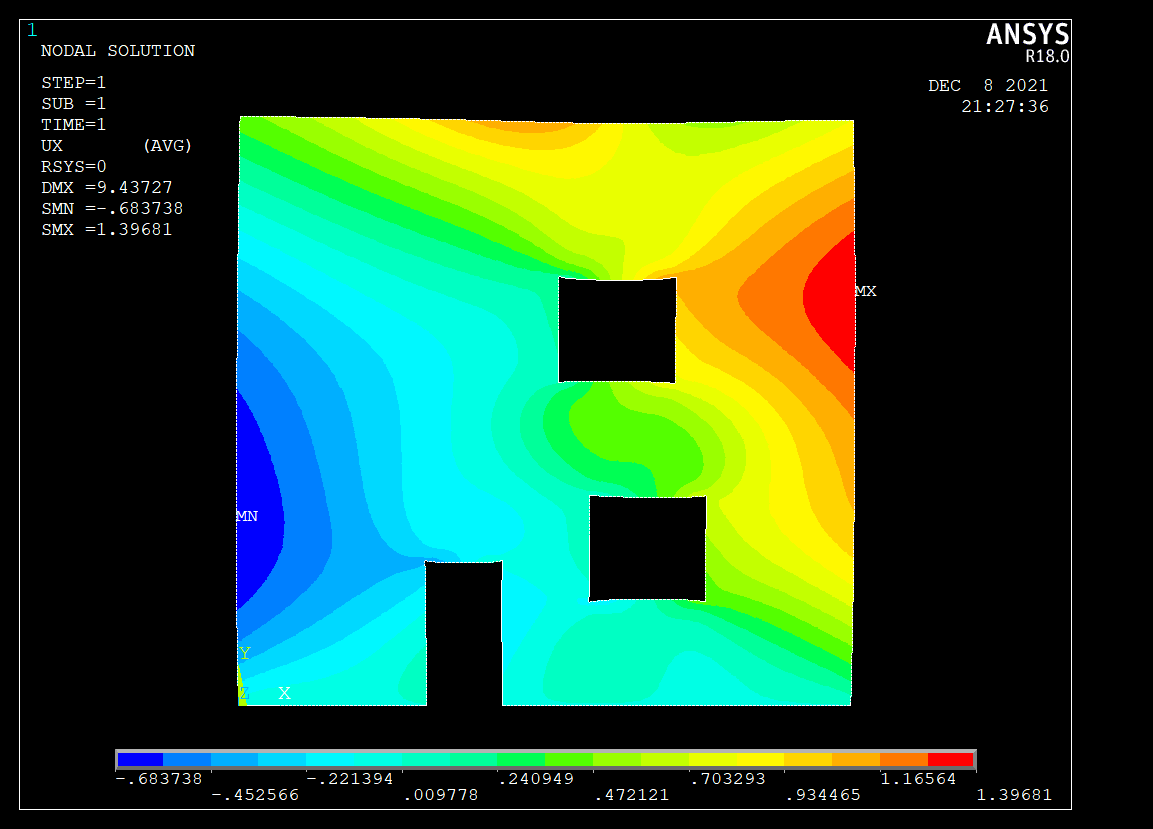 1
ANSYS
R18.0
NODAL SOLUTION
DEC 8 2021
21:27:36
STEP=1
SUB =1
TIME=1
UX (AVG)
RSYS=0
DMX =9.43727
SMN =-.683738
SMX =1.39681
MX
MN
Y
Z X
-.683738 -.221394 .240949 .703293 1.16564
-.452566 .009778 .472121 .934465 1.39681